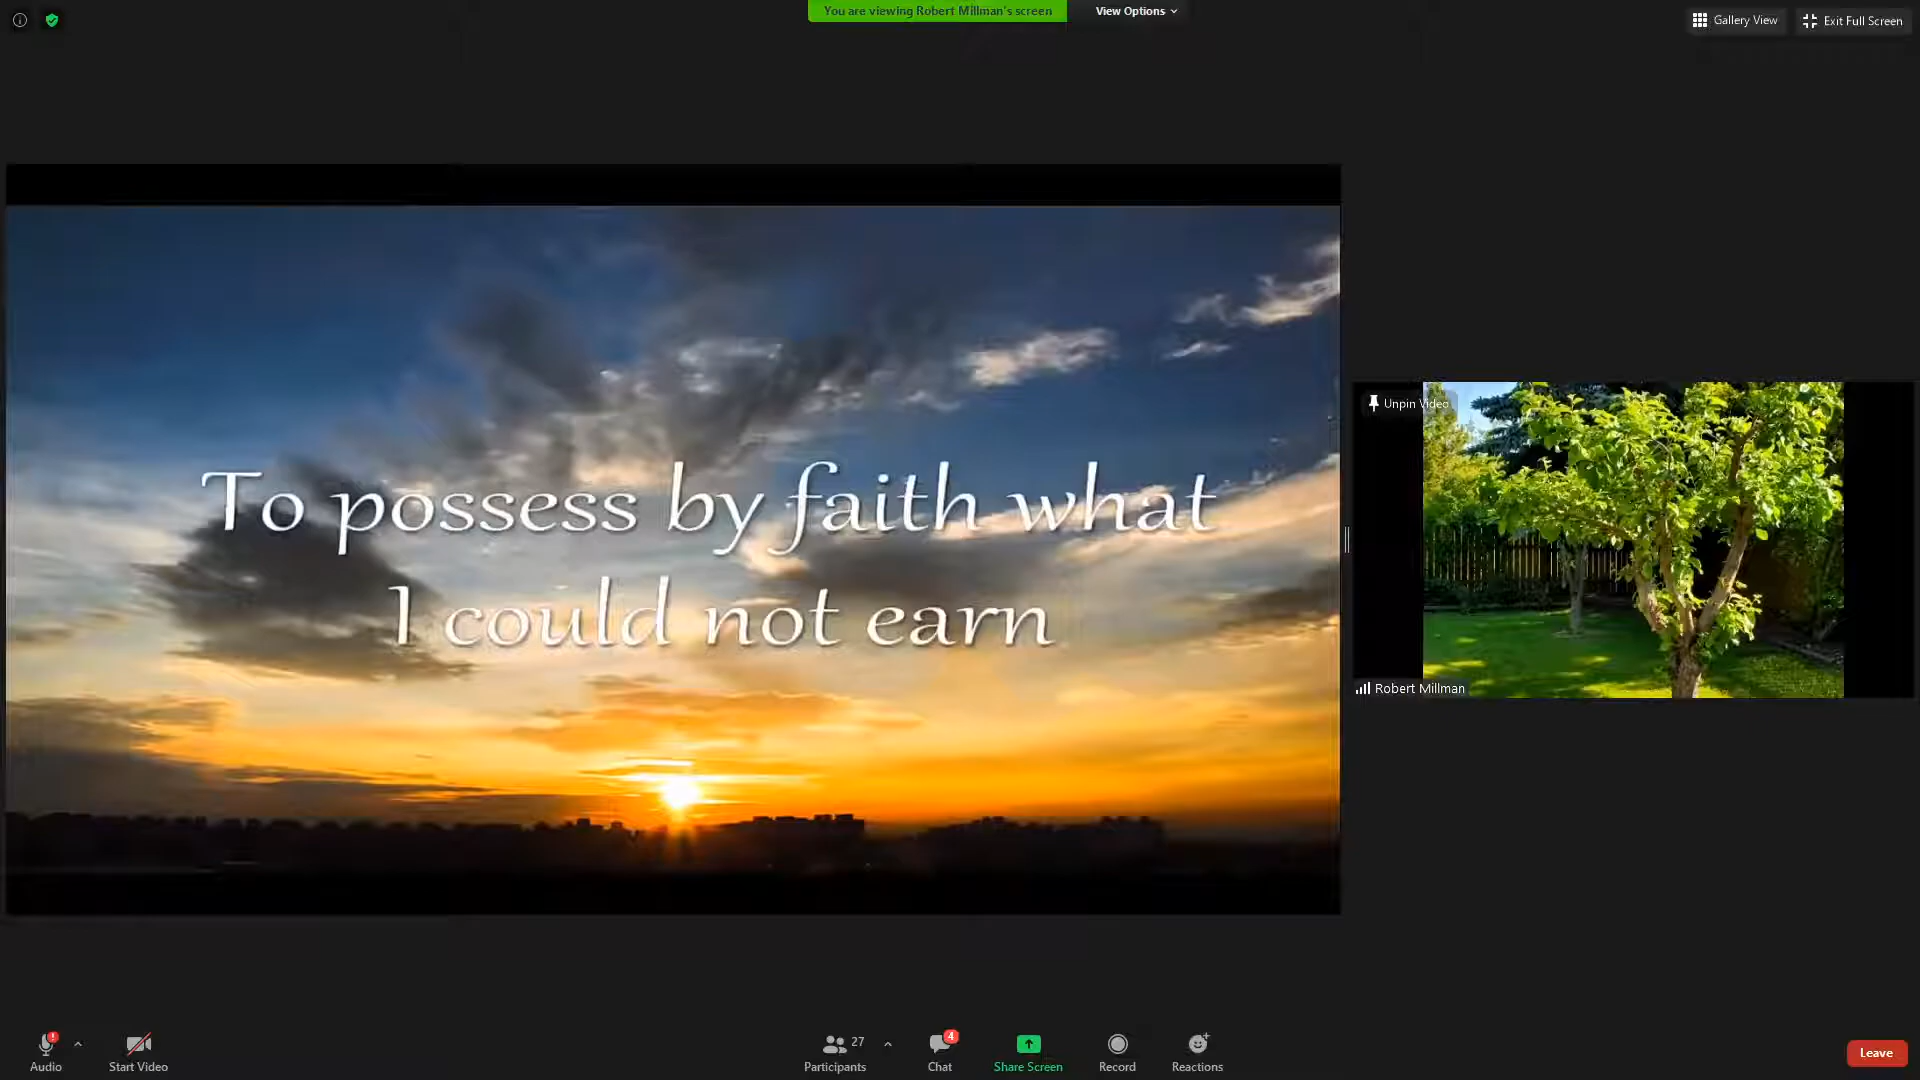 You are viewing Robert Millman's screen
View Options
Gallery View
Exit Full Screen
To possess by faith what
I could not earn
Unpin Video
Robert Millman
Audio
Start Video
27
Participants
4
Chat
Share Screen
Record
Reactions
Leave